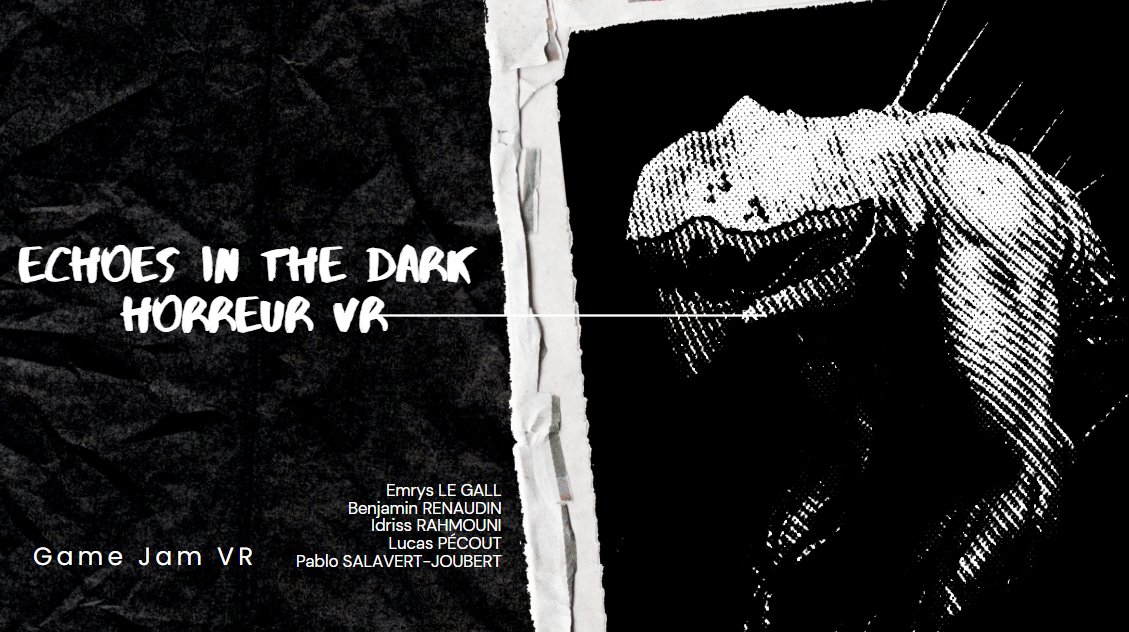 ECHOES IN THE DARK
HORREUR VR
Emrys LE GALL
Benjamin RENAUDIN
Idriss RAHMOUNI
Lucas PÉCOUT
Pablo SALAVERT-JOUBERT
Game Jam VR